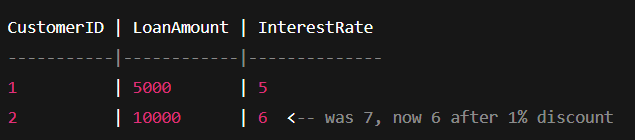 CustomerID | LoanAmount | InterestRate
-----------|------------|--------------
1          | 5000       | 5
2          | 10000      | 6  <-- was 7, now 6 after 1% discount